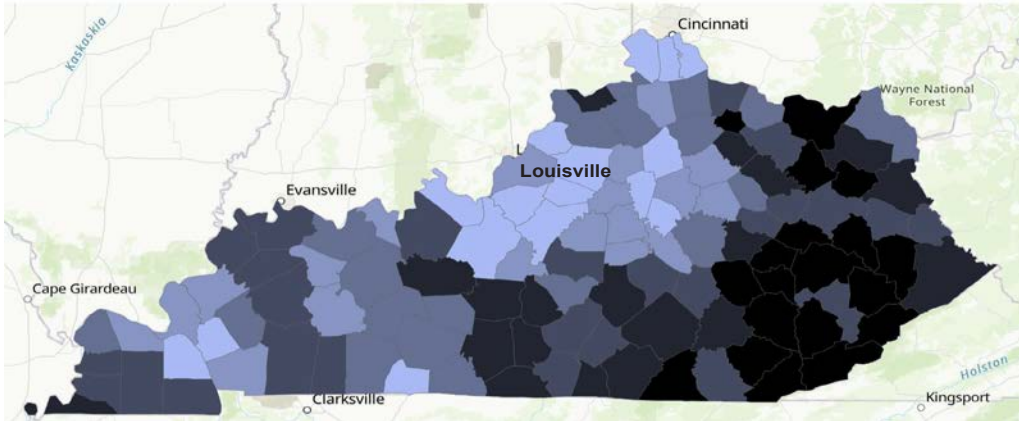 Kaskaskia
Cincinnati
Wayne National
Forest
L
Louisville
Evansville
Cape Girardeau
Holston
Clarksville
Kingsport